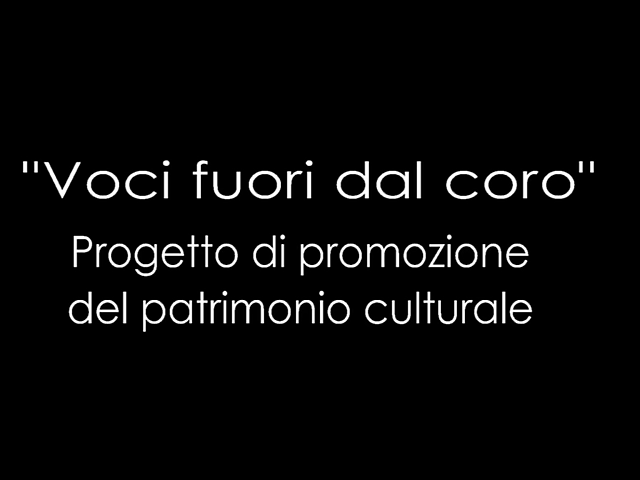 "Voci fuori dal coro"
Progetto di promozione
del patrimonio culturale